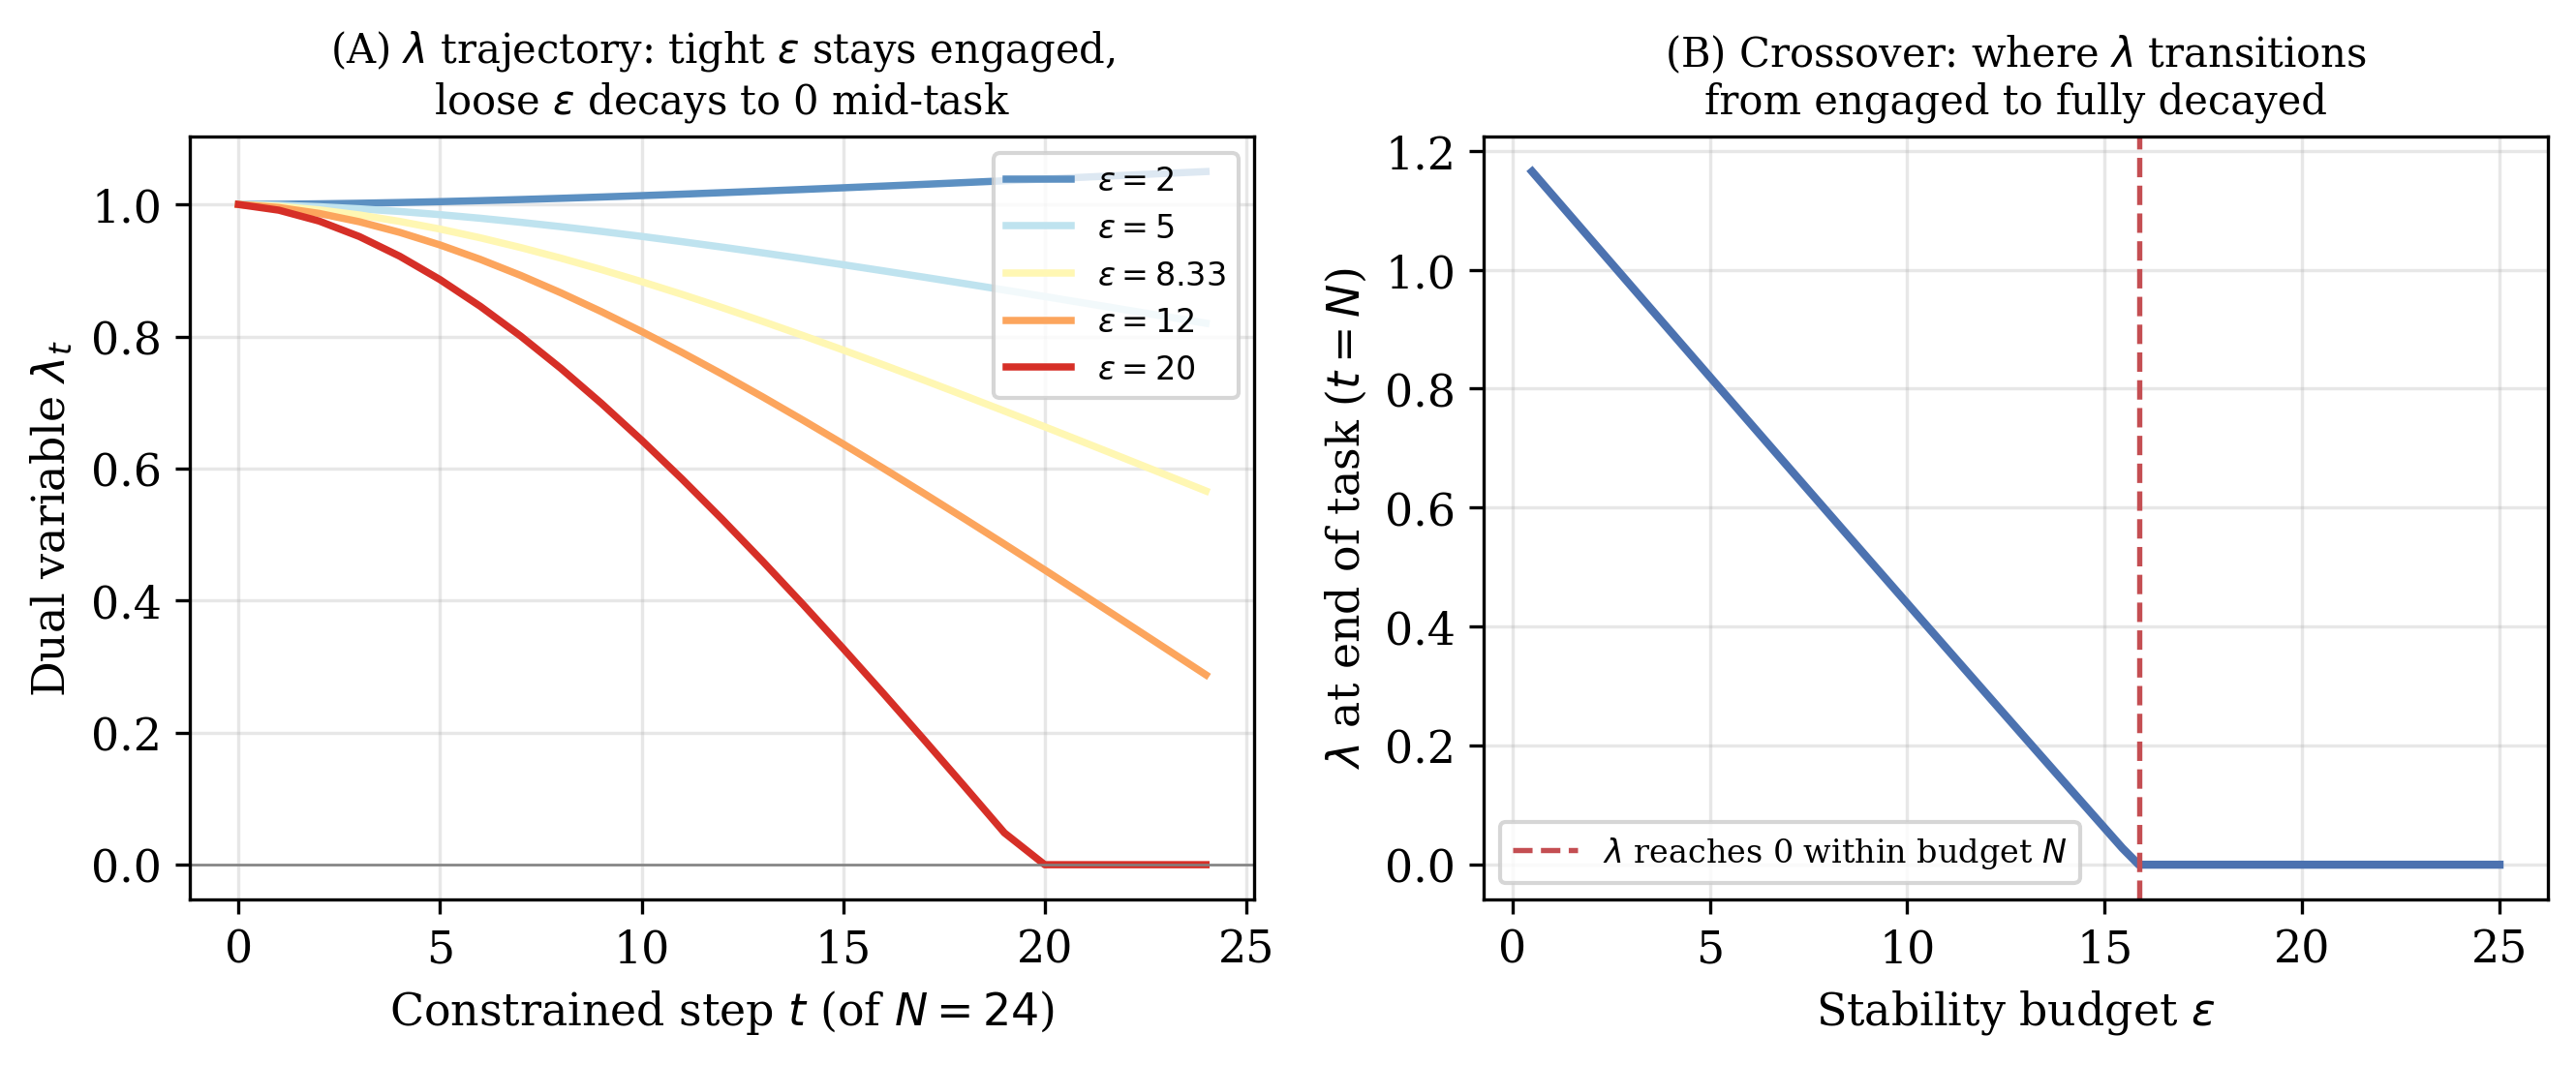 (A) λ trajectory: tight ε stays engaged,
loose ε decays to 0 mid-task
Dual variable λₜ
1.0
0.8
0.6
0.4
0.2
0.0
0 5 10 15 20 25
Constrained step t (of N = 24)
ε = 2
ε = 5
ε = 8.33
ε = 12
ε = 20
(B) Crossover: where λ transitions
from engaged to fully decayed
λ at end of task (t = N)
1.2
1.0
0.8
0.6
0.4
0.2
0.0
λ reaches 0 within budget N
0 5 10 15 20 25
Stability budget ε